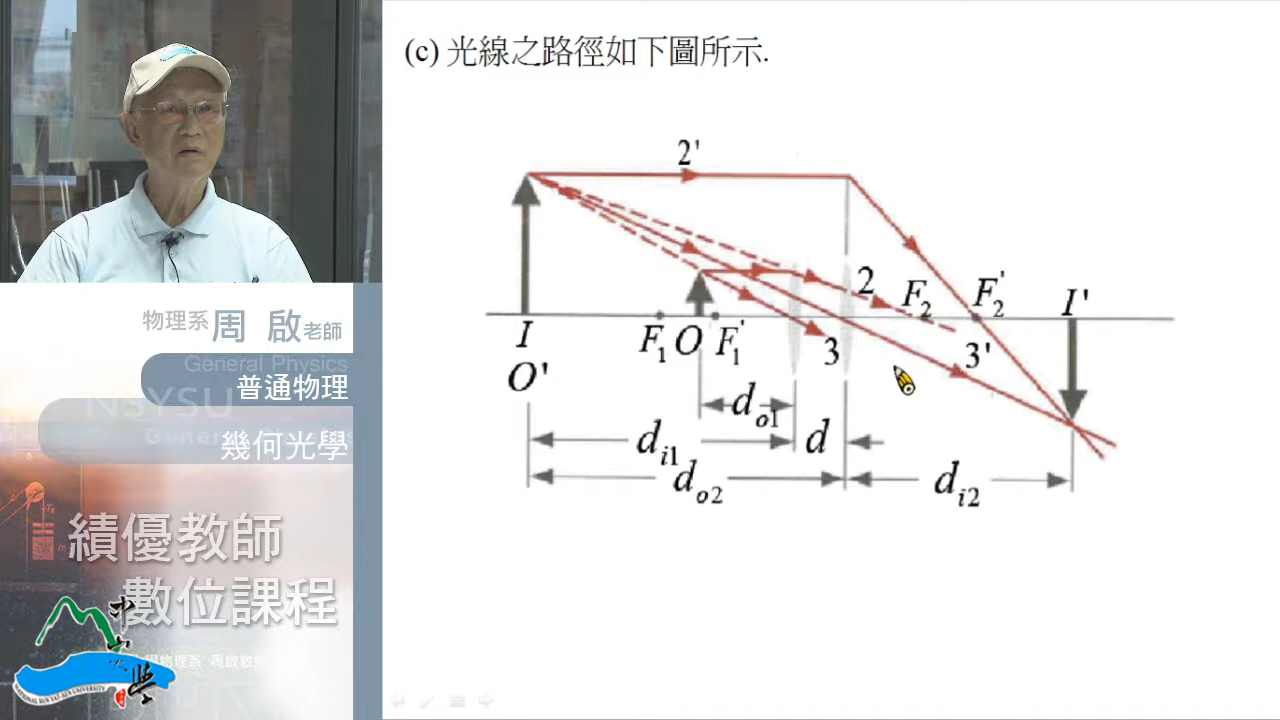 (c) 光線之路徑如下圖所示.
2'
2
F₂
F₂'
I'
I
F₁
O
F₁'
3
3'
O'
dₒ₁
dᵢ₁
d
dₒ₂
dᵢ₂
物理系周 啟老師
General Physics
普通物理
NSYSU
幾何光學
績優教師
數位課程